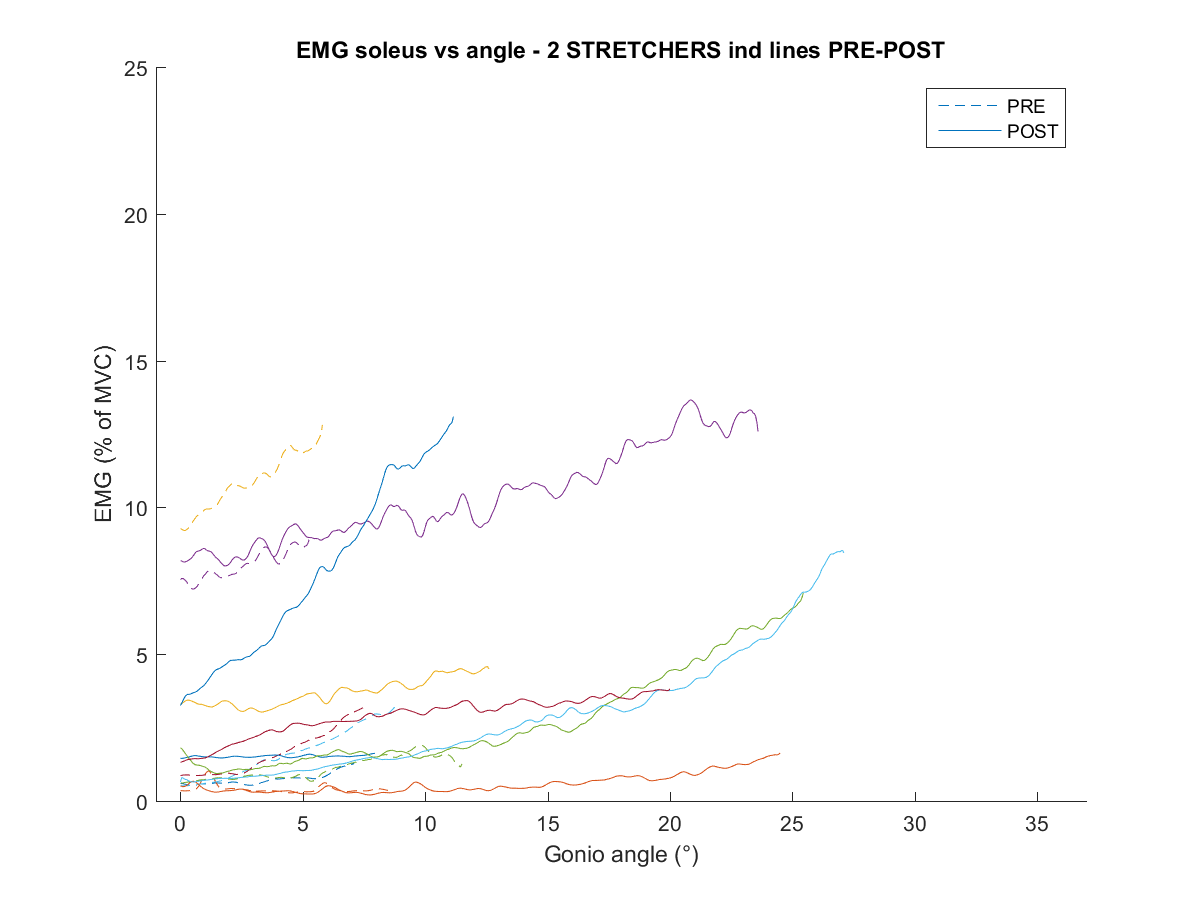 EMG soleus vs angle - 2 STRETCHERS ind lines PRE-POST
25
20
15
10
5
0
EMG (% of MVC)
PRE
POST
0 5 10 15 20 25 30 35
Gonio angle (°)